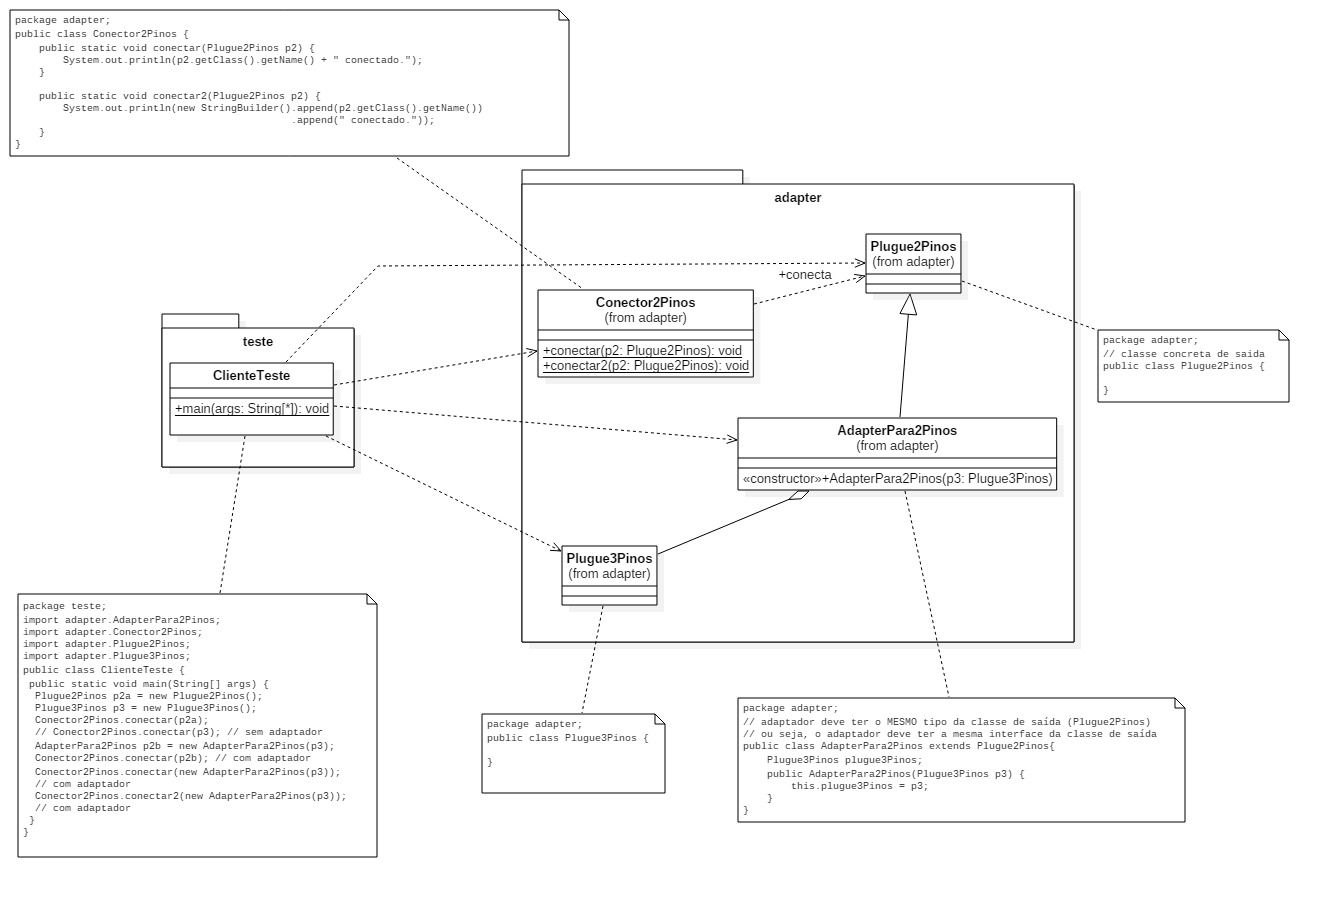 package adapter;
public class Conector2Pinos {
    public static void conectar(Plugue2Pinos p2) {
        System.out.println(p2.getClass().getName() + " conectado.");
    }
    public static void conectar2(Plugue2Pinos p2) {
        System.out.println(new StringBuilder().append(p2.getClass().getName())
                                              .append(" conectado."));
    }
}
adapter
Plugue2Pinos
(from adapter)
+conecta
Conector2Pinos
(from adapter)
+conectar(p2: Plugue2Pinos): void
+conectar2(p2: Plugue2Pinos): void
package adapter;
// classe concreta de saida
public class Plugue2Pinos {
}
teste
ClienteTeste
+main(args: String[*]): void
AdapterPara2Pinos
(from adapter)
«constructor»+AdapterPara2Pinos(p3: Plugue3Pinos)
Plugue3Pinos
(from adapter)
package teste;
import adapter.AdapterPara2Pinos;
import adapter.Conector2Pinos;
import adapter.Plugue2Pinos;
import adapter.Plugue3Pinos;
public class ClienteTeste {
 public static void main(String[] args) {
  Plugue2Pinos p2a = new Plugue2Pinos();
  Plugue3Pinos p3 = new Plugue3Pinos();
  Conector2Pinos.conectar(p2a);
  // Conector2Pinos.conectar(p3); // sem adaptador
  AdapterPara2Pinos p2b = new AdapterPara2Pinos(p3);
  Conector2Pinos.conectar(p2b); // com adaptador
  Conector2Pinos.conectar(new AdapterPara2Pinos(p3));
  // com adaptador
  Conector2Pinos.conectar2(new AdapterPara2Pinos(p3));
  // com adaptador
 }
}
package adapter;
public class Plugue3Pinos {
}
package adapter;
// adaptador deve ter o MESMO tipo da classe de saída (Plugue2Pinos)
// ou seja, o adaptador deve ter a mesma interface da classe de saída
public class AdapterPara2Pinos extends Plugue2Pinos{
    Plugue3Pinos plugue3Pinos;
    public AdapterPara2Pinos(Plugue3Pinos p3) {
        this.plugue3Pinos = p3;
    }
}